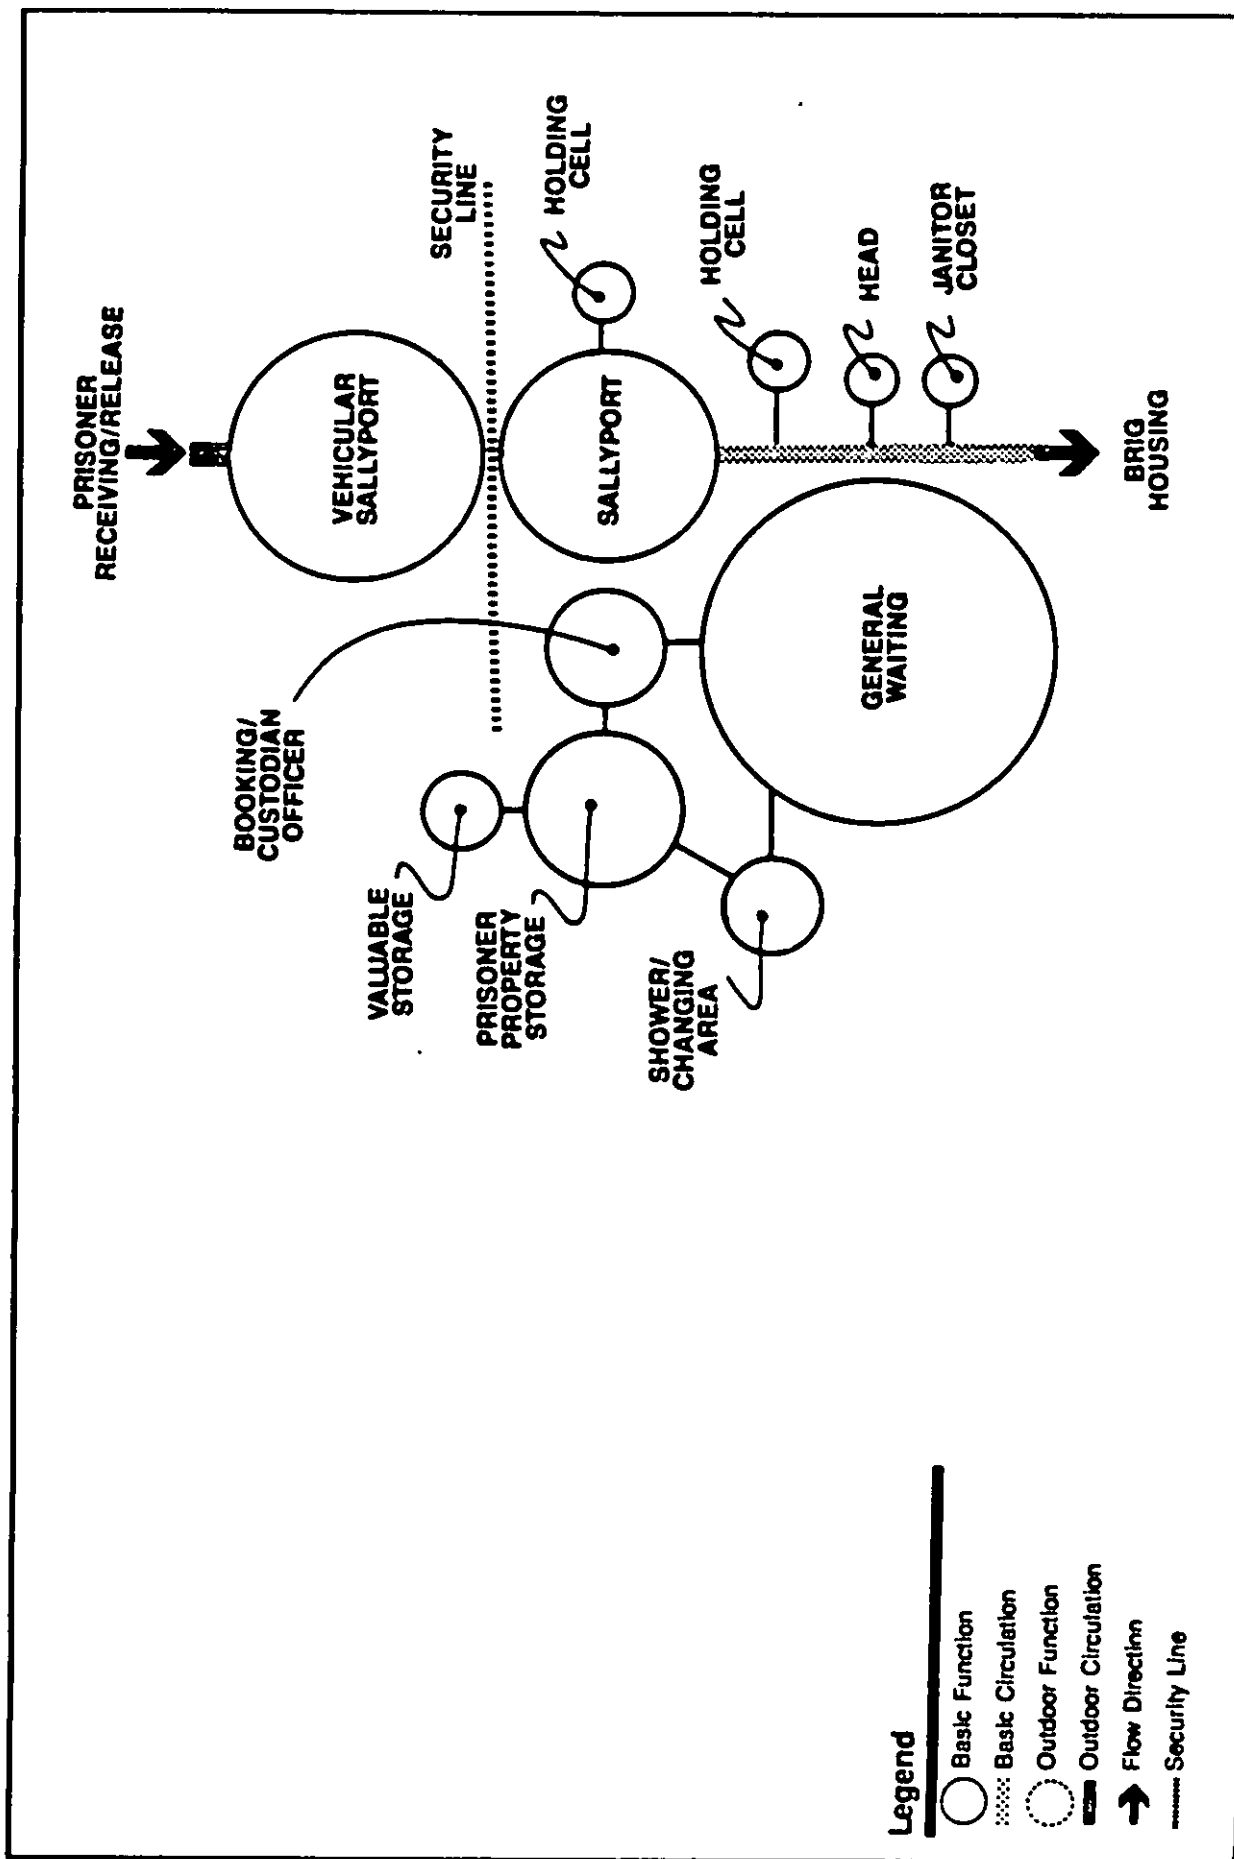 PRISONER
RECEIVING/RELEASE
VEHICULAR
SALLYPORT
SECURITY
LINE
SALLYPORT
HOLDING
CELL
BOOKING/
CUSTODIAN
OFFICER
VALUABLE
STORAGE
PRISONER
PROPERTY
STORAGE
SHOWER/
CHANGING
AREA
GENERAL
WAITING
HOLDING
CELL
HEAD
JANITOR
CLOSET
BRIG
HOUSING
Legend
Basic Function
Basic Circulation
Outdoor Function
Outdoor Circulation
Flow Direction
Security Line